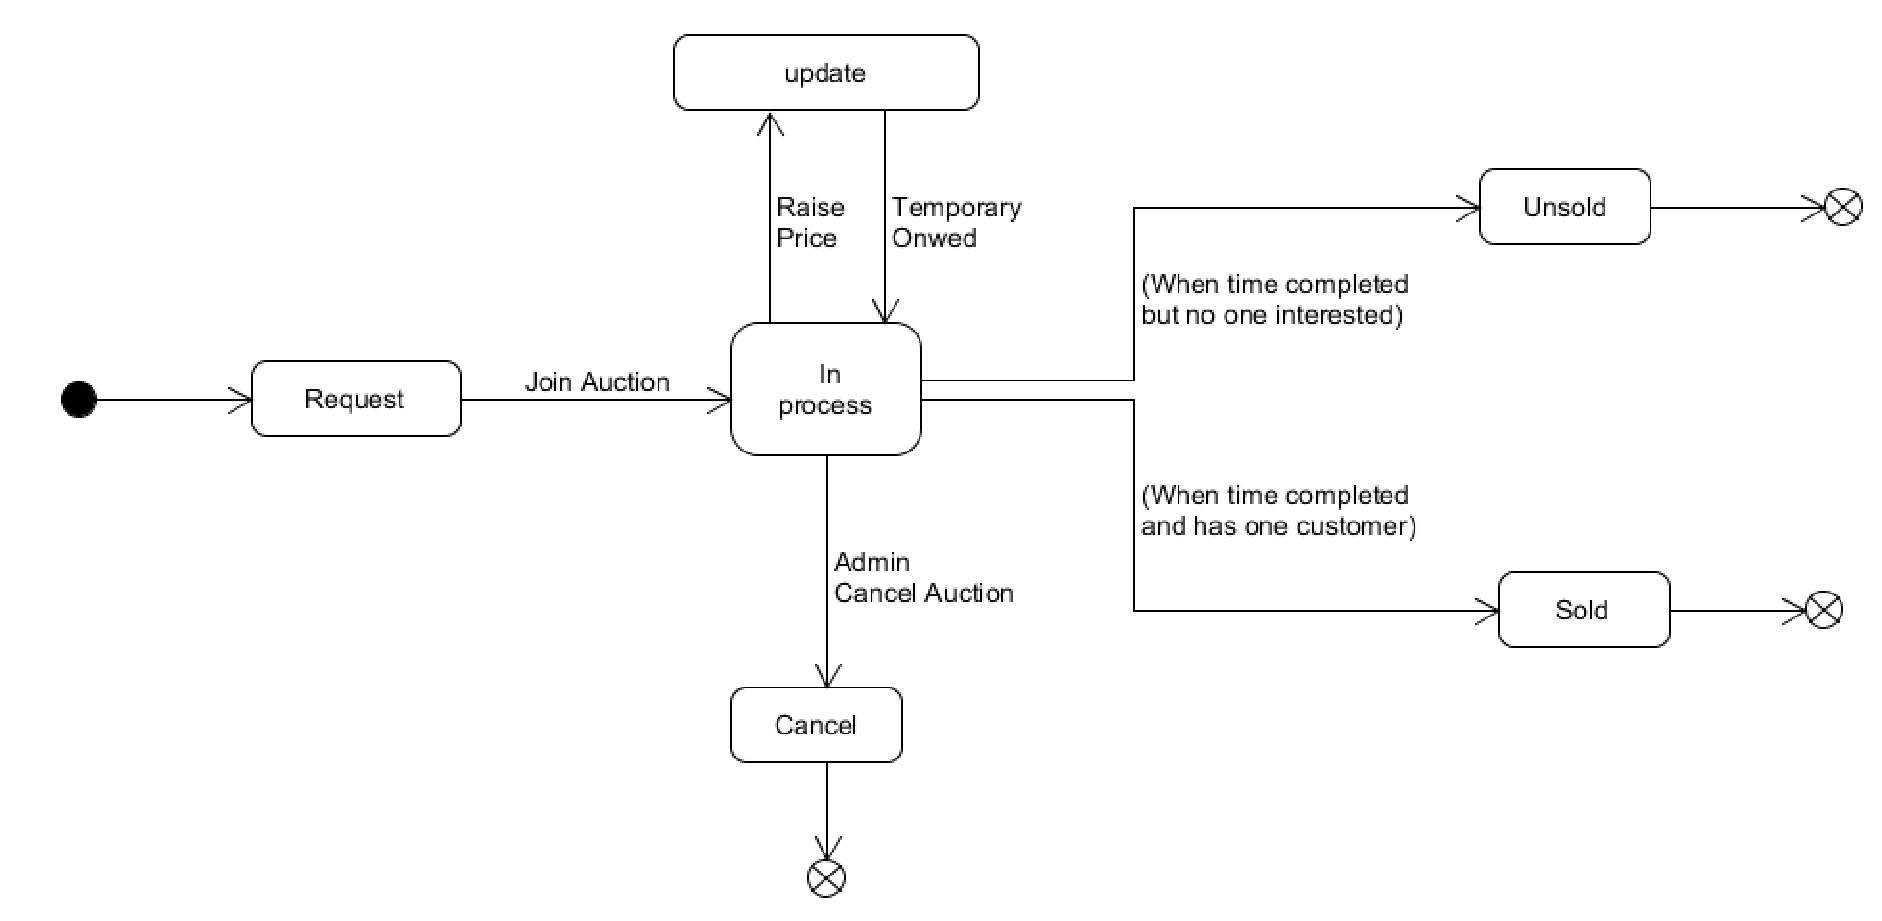 update
Raise
Price
Temporary
Onwed
Unsold
(When time completed
but no one interested)
Request
Join Auction
In
process
(When time completed
and has one customer)
Admin
Cancel Auction
Sold
Cancel